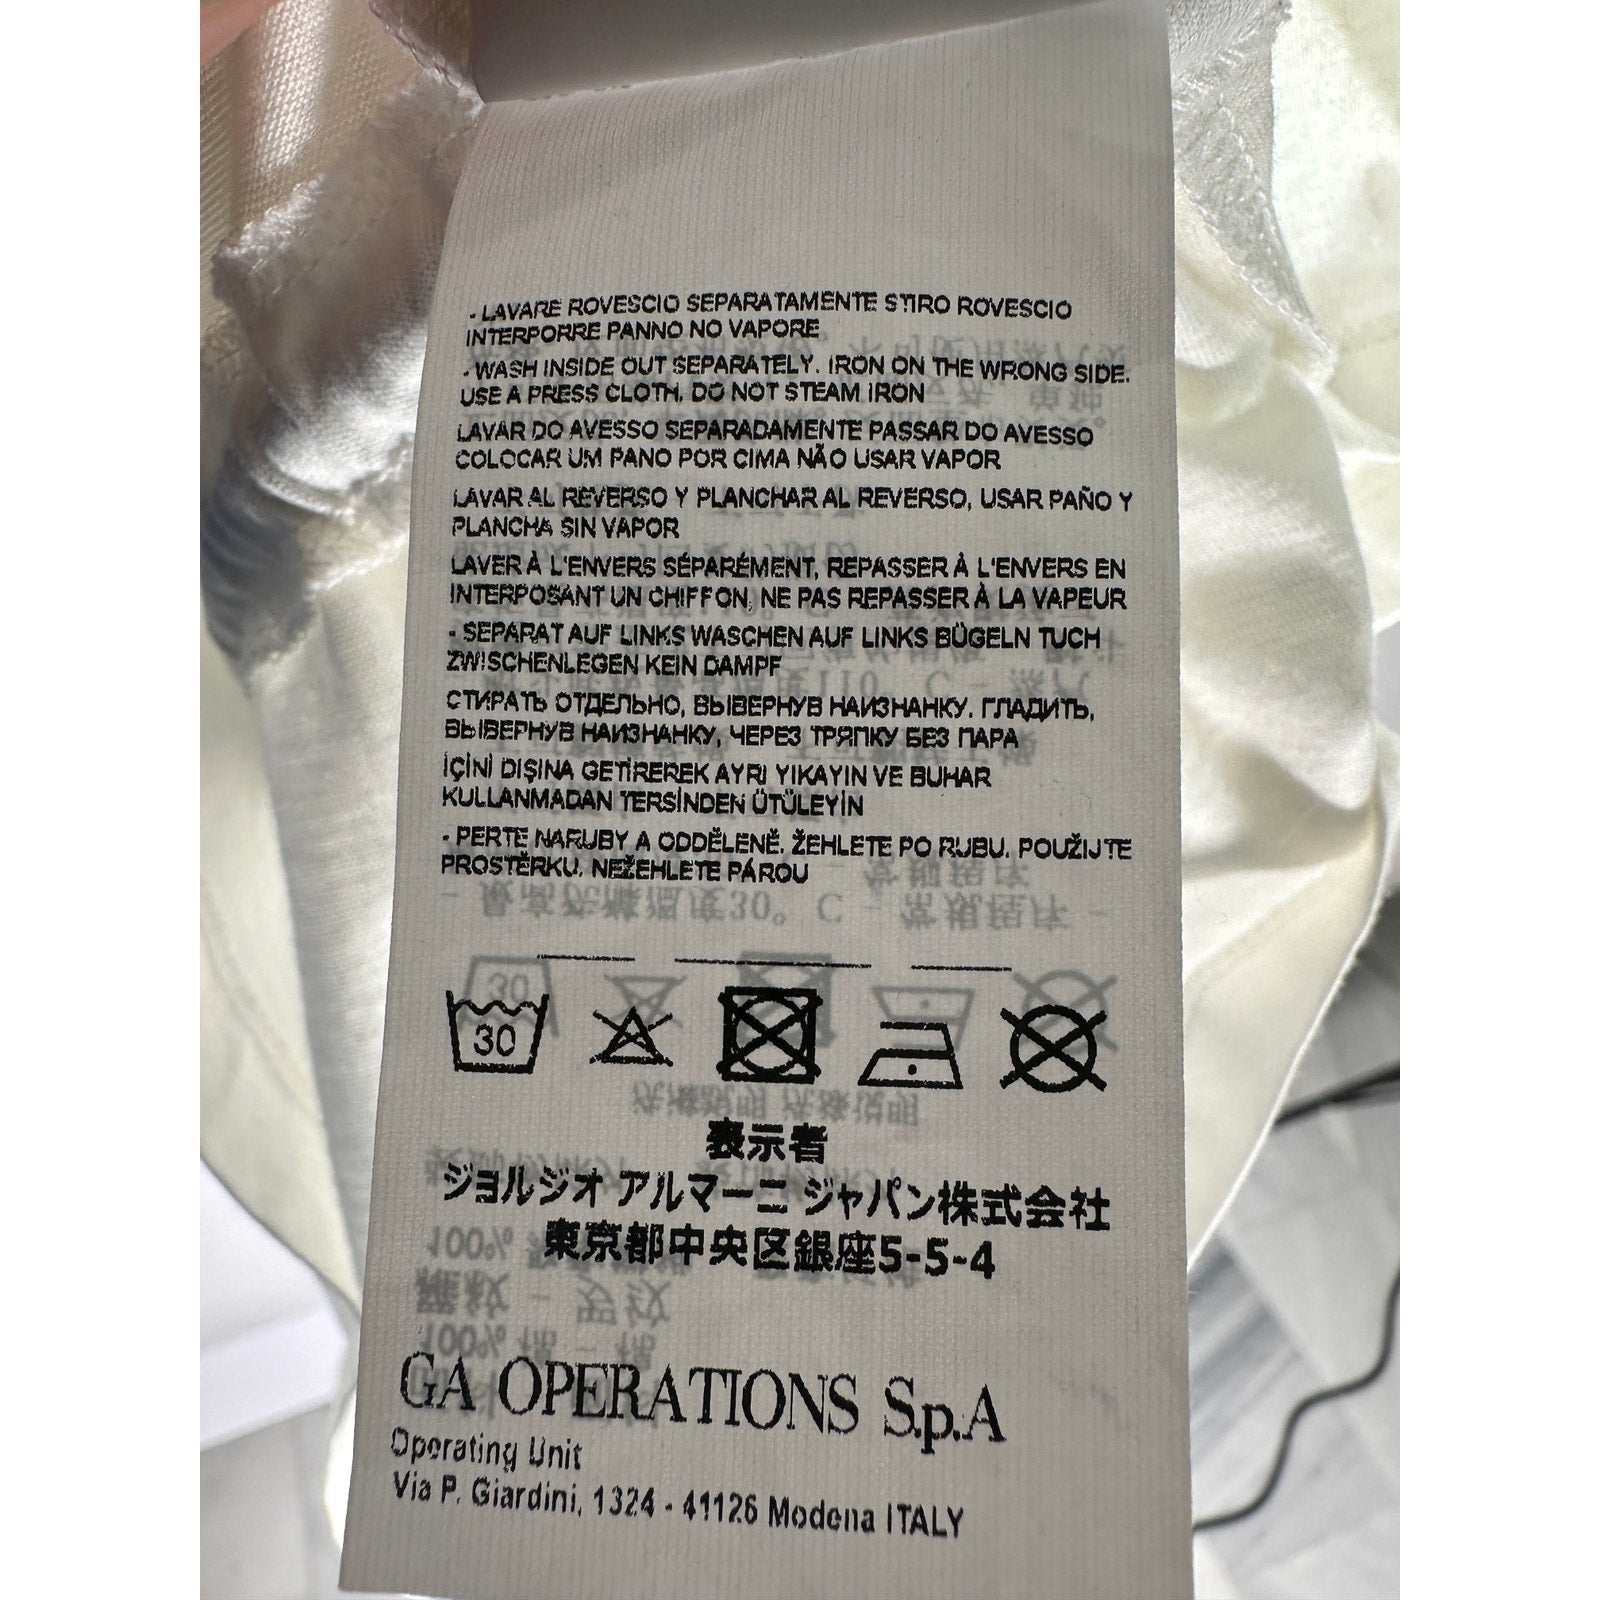 - LAVARE ROVESCIO SEPARATAMENTE STIRO ROVESCIO
INTERPORRE PANNO NO VAPORE
- WASH INSIDE OUT SEPARATELY. IRON ON THE WRONG SIDE.
USE A PRESS CLOTH. DO NOT STEAM IRON
LAVAR DO AVESSO SEPARADAMENTE PASSAR DO AVESSO
COLOCAR UM PANO POR CIMA NÃO USAR VAPOR
LAVAR AL REVERSO Y PLANCHAR AL REVERSO, USAR PAÑO Y
PLANCHA SIN VAPOR
LAVER À L'ENVERS SÉPARÉMENT, REPASSER À L'ENVERS EN
INTERPOSANT UN CHIFFON, NE PAS REPASSER À LA VAPEUR
- SEPARAT AUF LINKS WASCHEN AUF LINKS BÜGELN TUCH
ZWISCHENLEGEN KEIN DAMPF
СТИРАТЬ ОТДЕЛЬНО, ВЫВЕРНУВ НАИЗНАНКУ. ГЛАДИТЬ,
ВЫВЕРНУВ НАИЗНАНКУ, ЧЕРЕЗ ТРЯПКУ БЕЗ ПАРА
İÇİNİ DIŞINA GETİREREK AYRI YIKAYIN VE BUHAR
KULLANMADAN TERSİNDEN ÜTÜLEYİN
- PERTE NARUBY A ODDĚLENĚ. ŽEHLETE PO RUBU. POUŽIJTE
PROSTĚRKU. NEŽEHLETE PÁROU
30
表示者
ジョルジオ アルマーニ ジャパン株式会社
東京都中央区銀座5-5-4
GA OPERATIONS S.p.A
Operating Unit
Via P. Giardini, 1324 - 41126 Modena ITALY